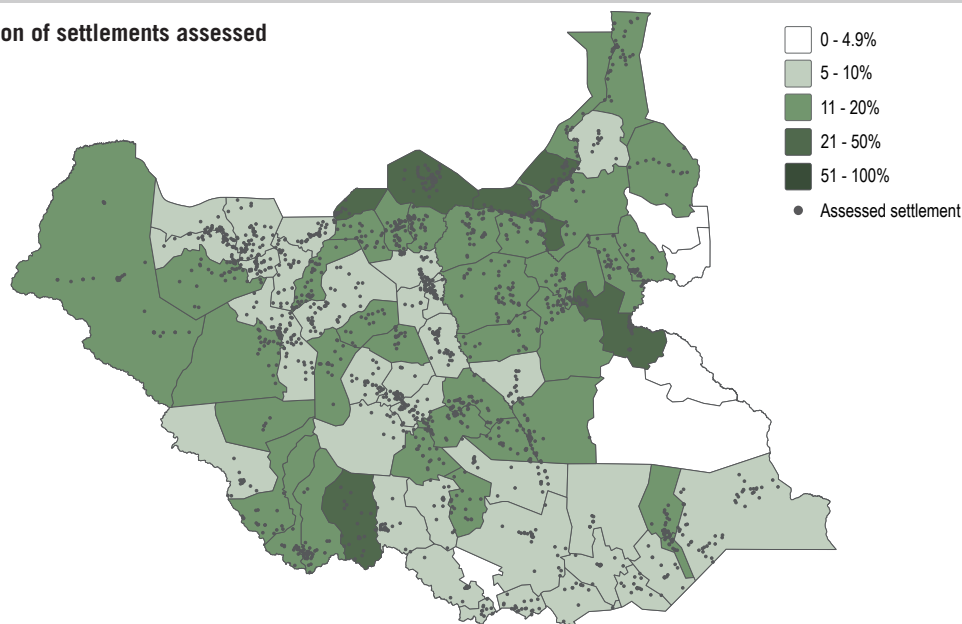 on of settlements assessed
0 - 4.9%
5 - 10%
11 - 20%
21 - 50%
51 - 100%
Assessed settlement